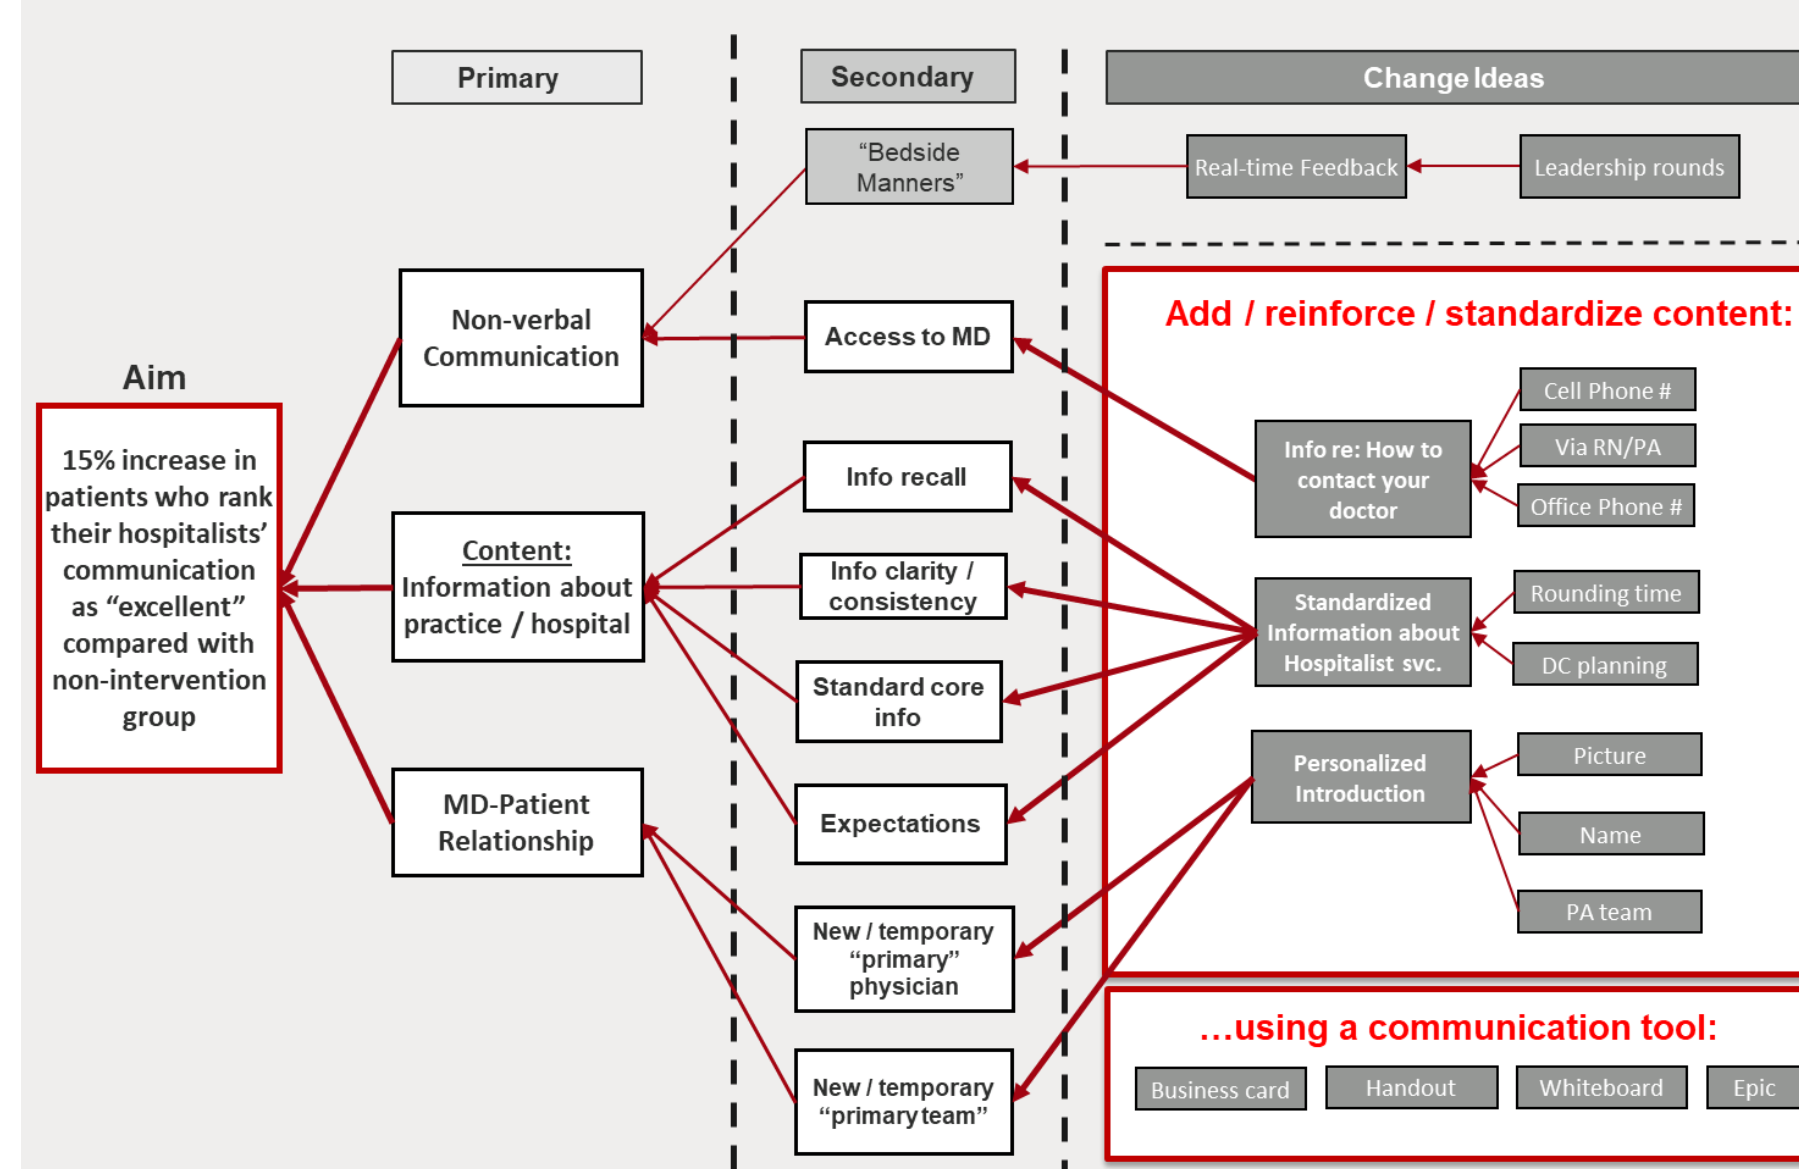 Primary
Secondary
Change Ideas
“Bedside
Manners”
Real-time Feedback
Leadership rounds
Non-verbal
Communication
Access to MD
Add / reinforce / standardize content:
Aim
15% increase in
patients who rank
their hospitalists’
communication
as “excellent”
compared with
non-intervention
group
Info re: How to
contact your
doctor
Cell Phone #
Via RN/PA
Office Phone #
Info recall
Content:
Information about
practice / hospital
Info clarity /
consistency
Standard core
info
Expectations
Standardized
Information about
Hospitalist svc.
Rounding time
DC planning
MD-Patient
Relationship
Personalized
Introduction
Picture
Name
PA team
New / temporary
“primary”
physician
New / temporary
“primary team”
...using a communication tool:
Business card
Handout
Whiteboard
Epic